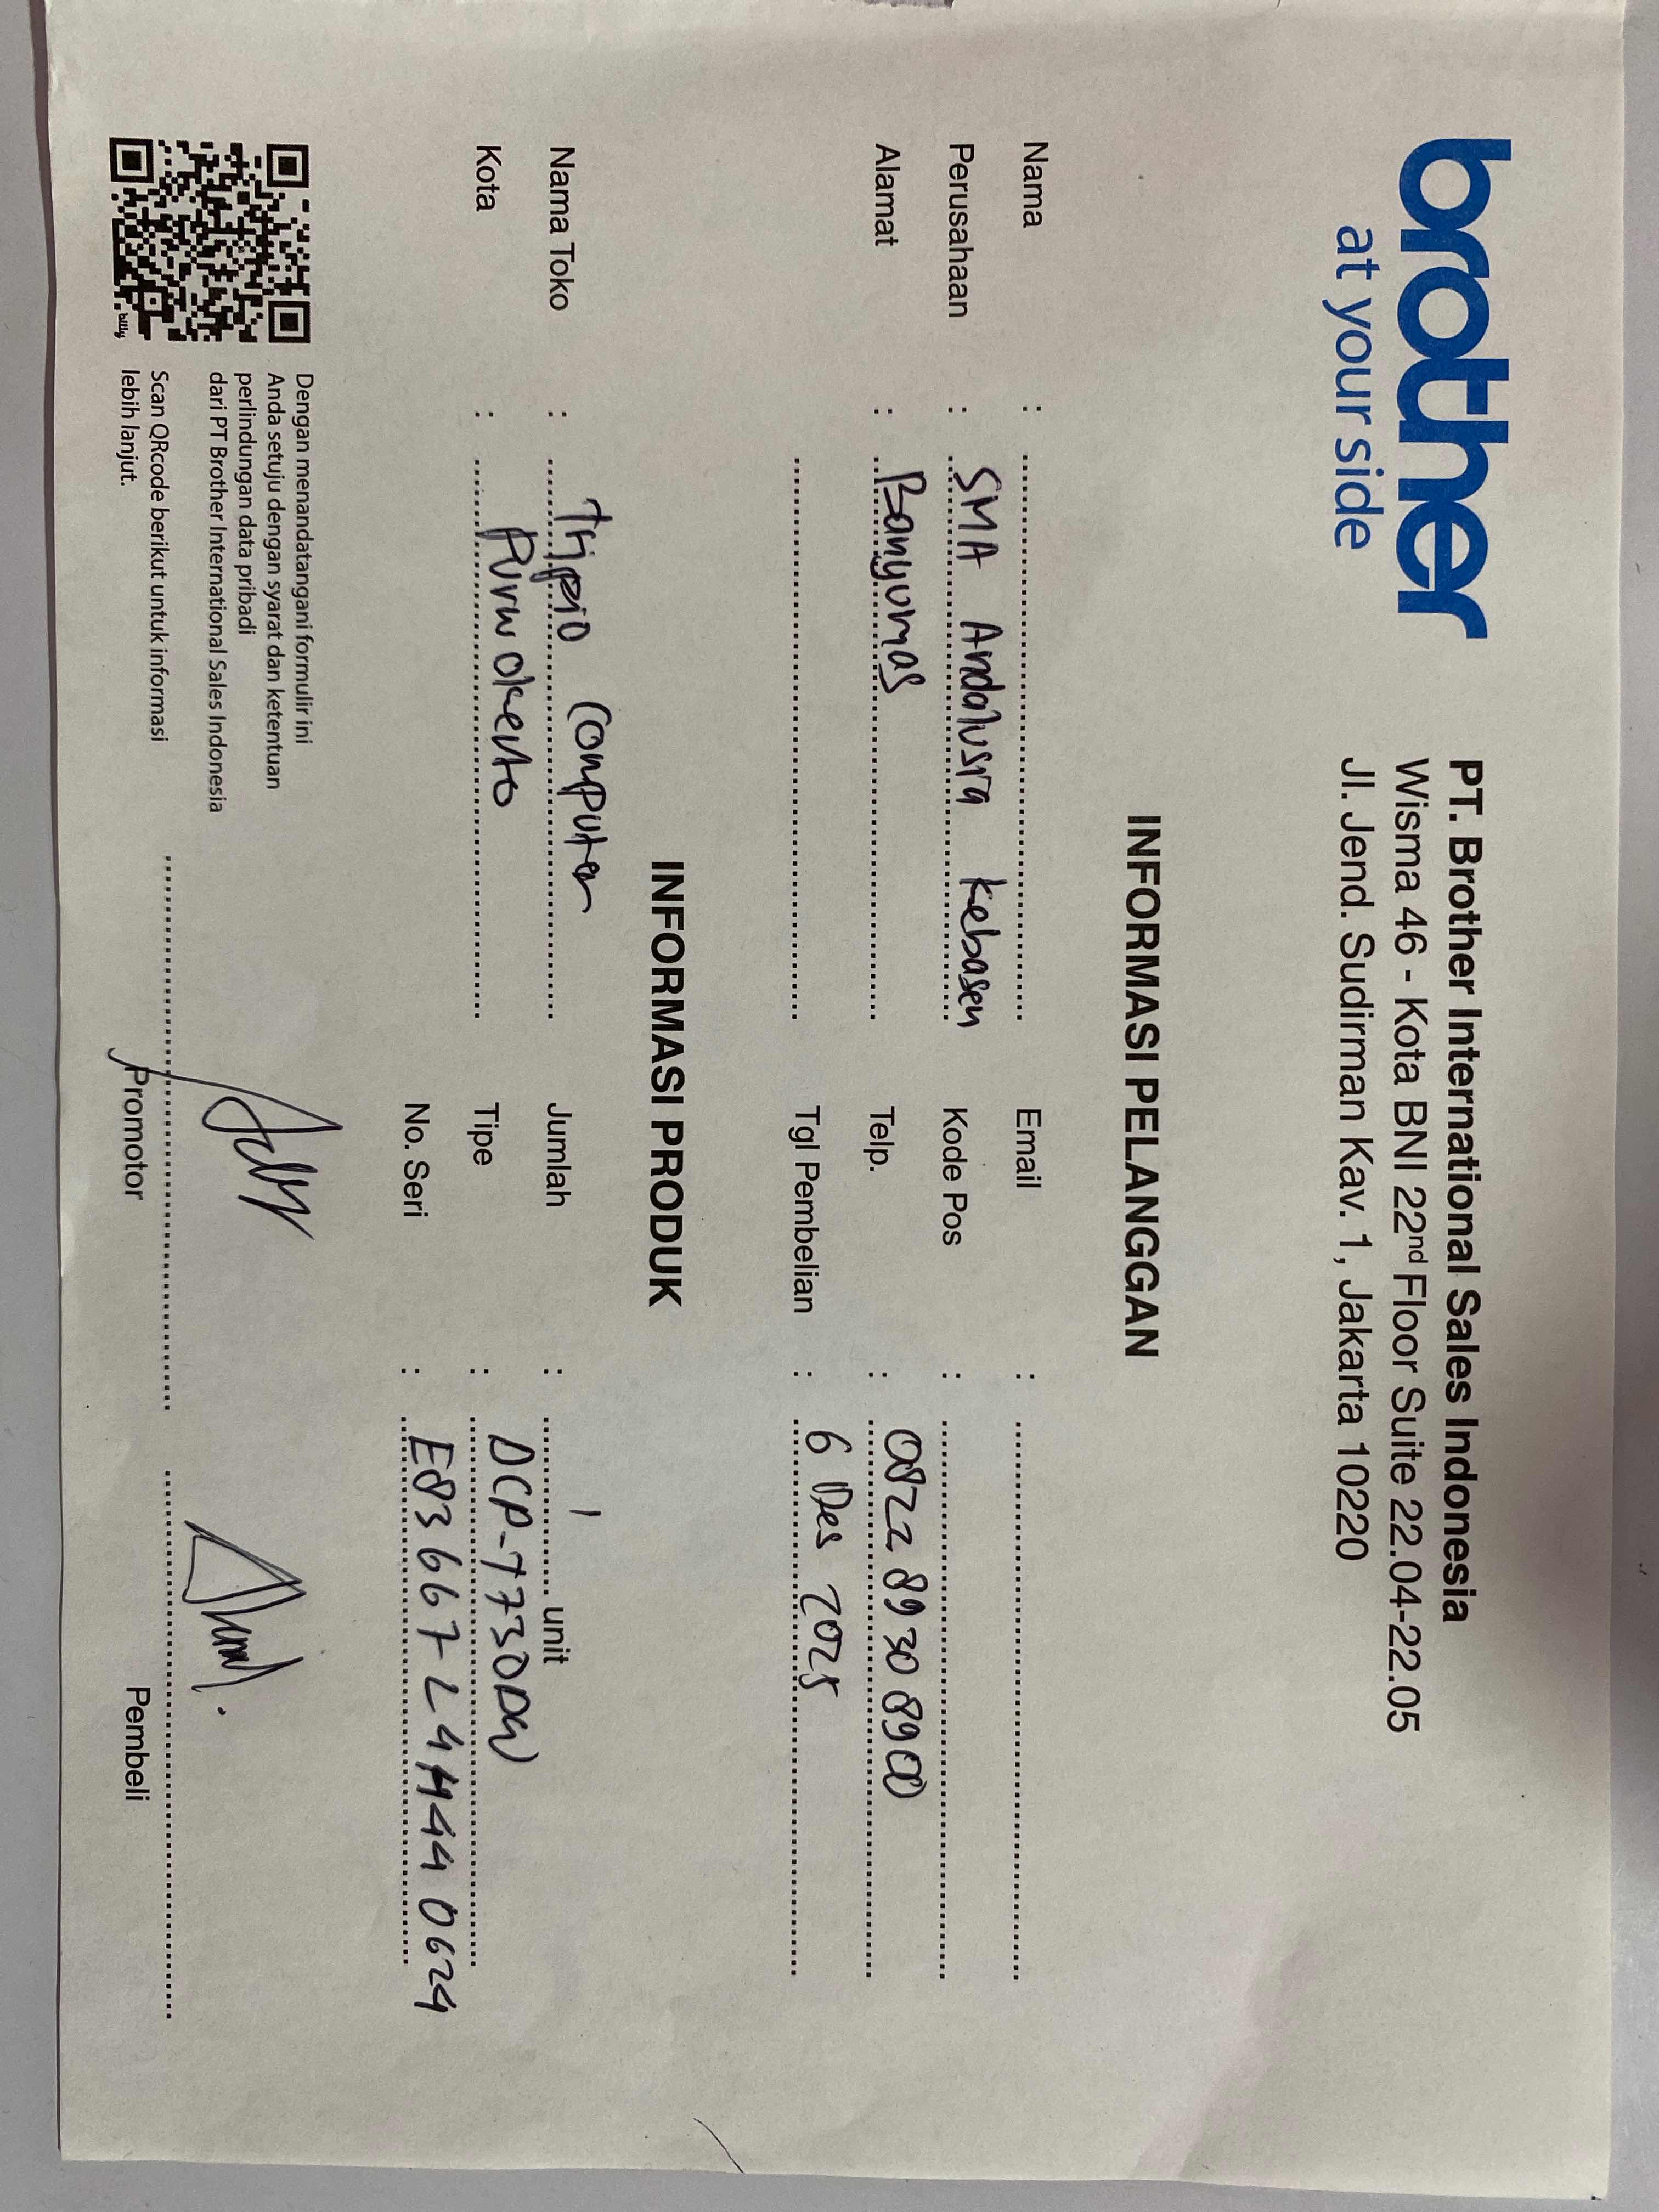 brother
at your side
PT. Brother International Sales Indonesia
Wisma 46 - Kota BNI 22nd Floor Suite 22.04-22.05
Jl. Jend. Sudirman Kav. 1, Jakarta 10220
INFORMASI PELANGGAN
Nama :
Perusahaan : SMA Andalusia Kebasen
Alamat : Banyumas
Email :
Kode Pos :
Telp. : 0822 8930 8900
Tgl Pembelian : 6 Des 2025
INFORMASI PRODUK
Nama Toko : Computer
Kota : Purwokerto
Jumlah : 1 unit
Tipe : DCP-T730DW
No. Seri :
Dengan menandatangani formulir ini
Anda setuju dengan syarat dan ketentuan
perlindungan data pribadi
dari PT Brother International Sales Indonesia
Scan QRcode berikut untuk informasi
lebih lanjut.
billy
Promotor
Pembeli